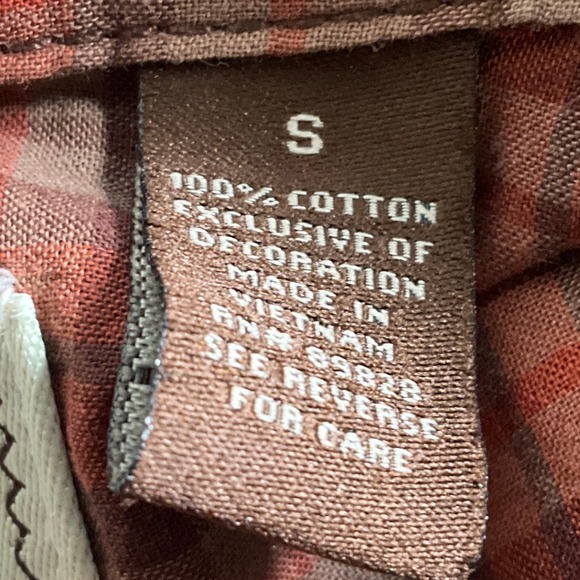 S
100% COTTON
EXCLUSIVE OF
DECORATION
MADE IN
VIETNAM
RN# 89828
SEE REVERSE
FOR CARE